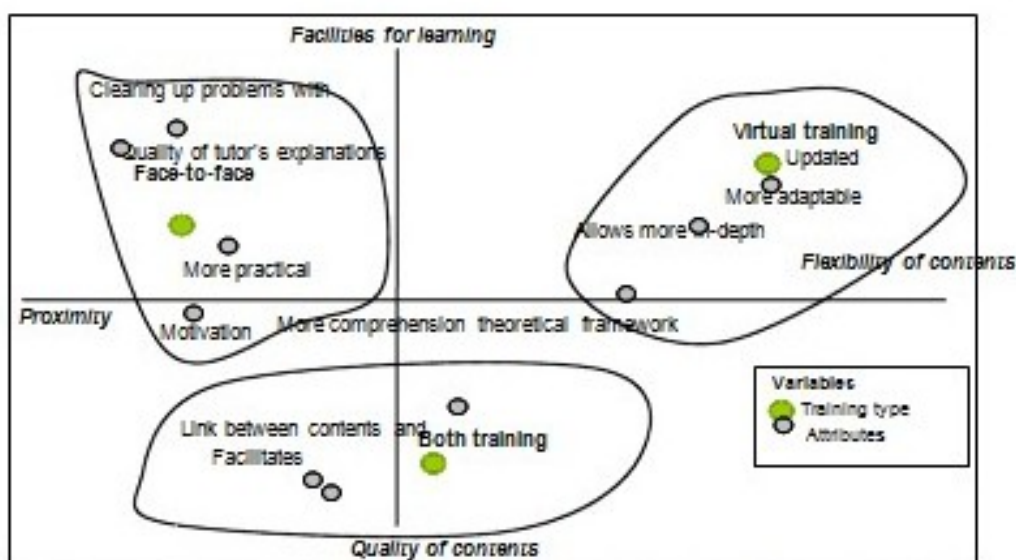 Facilities for learning
Clearing up problems with
Quality of tutor's explanations
Face-to-face
Virtual training
Updated
More adaptable
Allows more in-depth
More practical
Flexibility of contents
Proximity
Motivation
More comprehension theoretical framework
Variables
Training type
Attributes
Link between contents and
Both training
Facilitates
Quality of contents